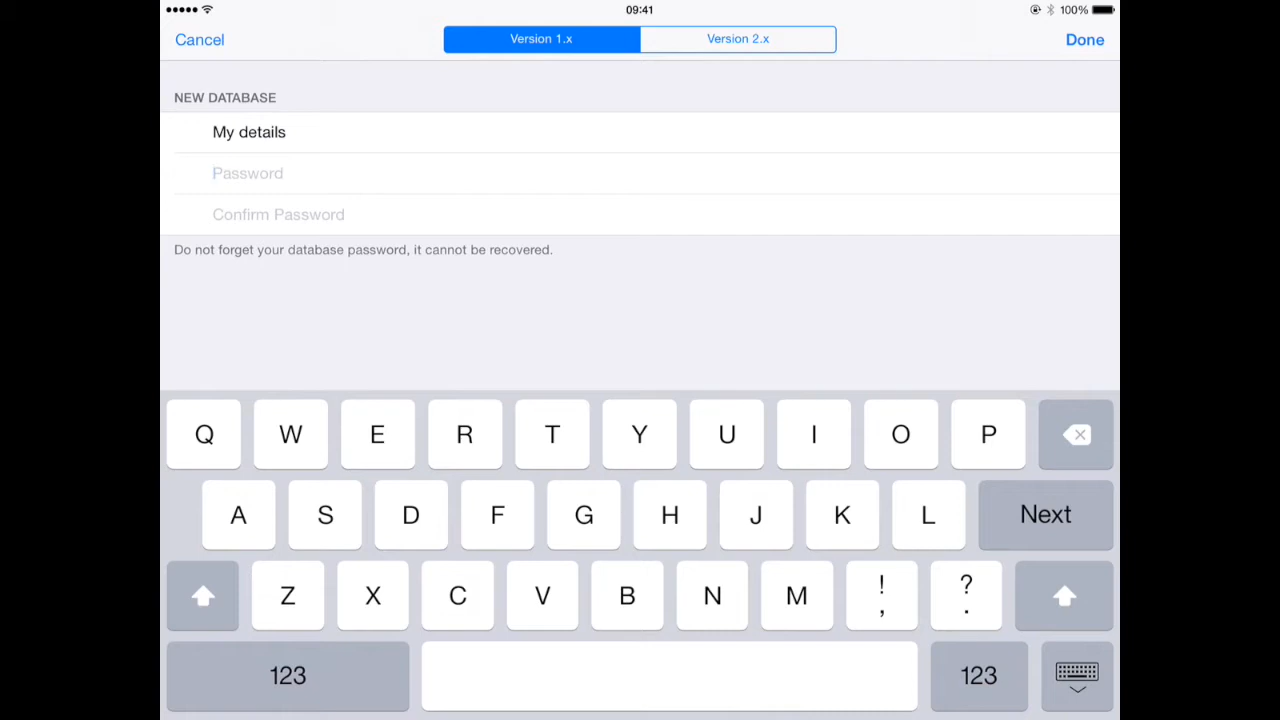 09:41
100%
Cancel
Version 1.x
Version 2.x
Done
NEW DATABASE
My details
Password
Confirm Password
Do not forget your database password, it cannot be recovered.
Q W E R T Y U I O P
A S D F G H J K L Next
Z X C V B N M ! , ? .
123 123